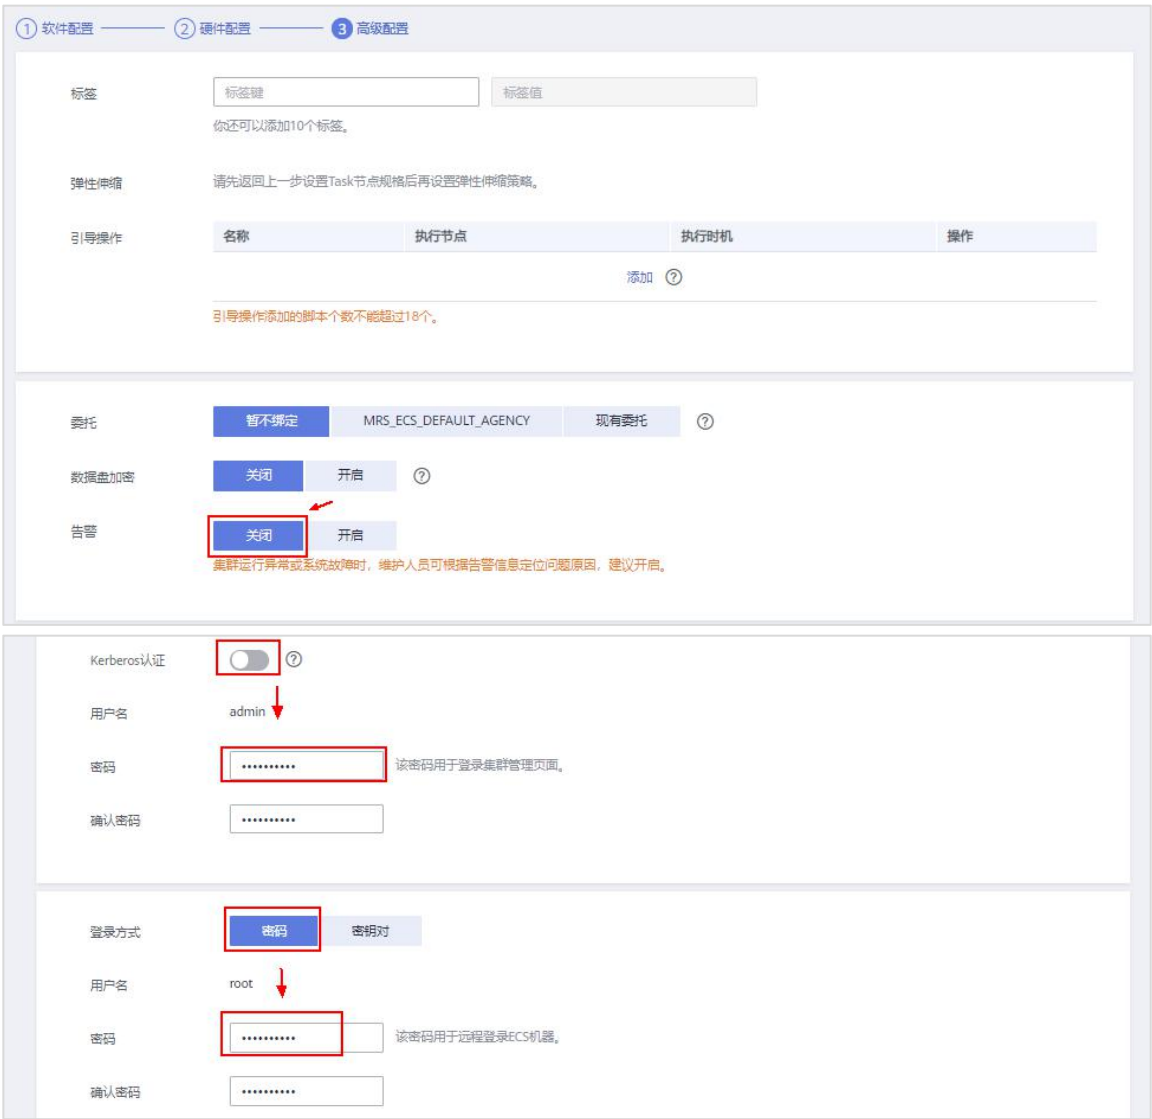 1 软件配置 2 硬件配置 3 高级配置
标签 标签键 标签值
你还可以添加10个标签。
弹性伸缩 请先返回上一步设置Task节点规格后再设置弹性伸缩策略。
引导操作 名称 执行节点 执行时机 操作
添加 ?
引导操作添加的脚本个数不能超过18个。
委托 暂不绑定 MRS_ECS_DEFAULT_AGENCY 现有委托 ?
数据盘加密 关闭 开启 ?
告警 关闭 开启
集群运行异常或系统故障时，维护人员可根据告警信息定位问题原因，建议开启。
Kerberos认证 ?
用户名 admin
密码 •••••••••• 该密码用于登录集群管理页面。
确认密码 ••••••••••
登录方式 密码 密钥对
用户名 root
密码 •••••••••• 该密码用于远程登录ECS机器。
确认密码 ••••••••••